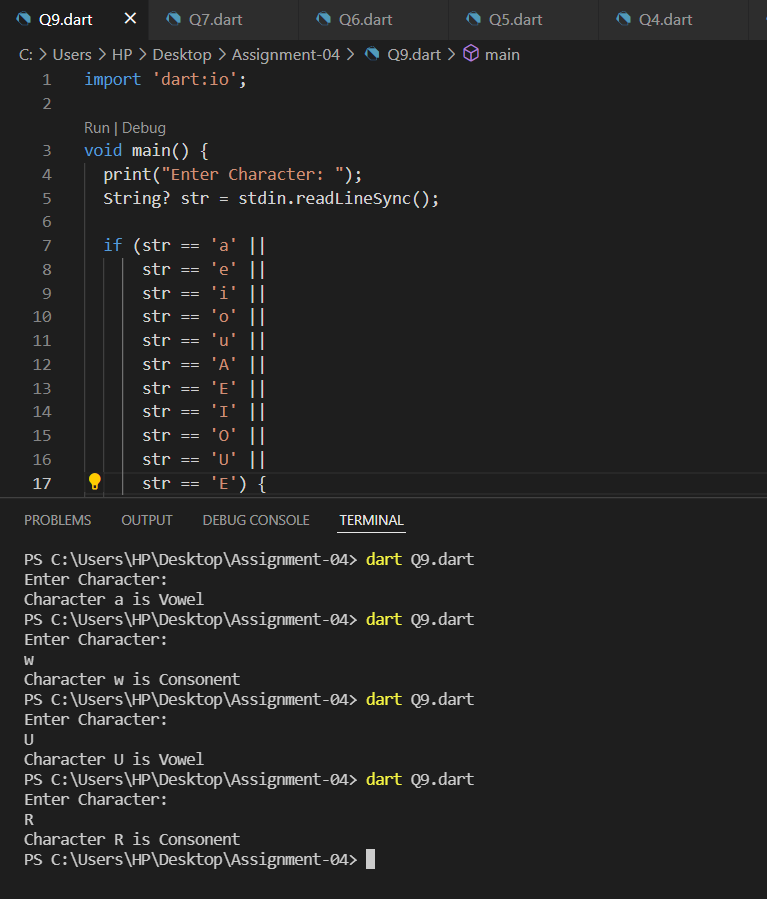 Q9.dart × Q7.dart Q6.dart Q5.dart Q4.dart
C: > Users > HP > Desktop > Assignment-04 > Q9.dart > main
1 import 'dart:io';
2
Run | Debug
3 void main() {
4 print("Enter Character: ");
5 String? str = stdin.readLineSync();
6
7 if (str == 'a' ||
8 str == 'e' ||
9 str == 'i' ||
10 str == 'o' ||
11 str == 'u' ||
12 str == 'A' ||
13 str == 'E' ||
14 str == 'I' ||
15 str == 'O' ||
16 str == 'U' ||
17 str == 'E') {
PROBLEMS OUTPUT DEBUG CONSOLE TERMINAL
PS C:\Users\HP\Desktop\Assignment-04> dart Q9.dart
Enter Character:
Character a is Vowel
PS C:\Users\HP\Desktop\Assignment-04> dart Q9.dart
Enter Character:
w
Character w is Consonent
PS C:\Users\HP\Desktop\Assignment-04> dart Q9.dart
Enter Character:
U
Character U is Vowel
PS C:\Users\HP\Desktop\Assignment-04> dart Q9.dart
Enter Character:
R
Character R is Consonent
PS C:\Users\HP\Desktop\Assignment-04>